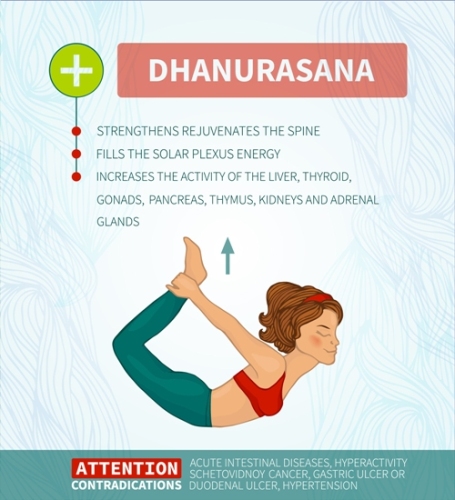 DHANURASANA
STRENGTHENS REJUVENATES THE SPINE
FILLS THE SOLAR PLEXUS ENERGY
INCREASES THE ACTIVITY OF THE LIVER, THYROID,
GONADS, PANCREAS, THYMUS, KIDNEYS AND ADRENAL
GLANDS
ATTENTION
CONTRADICATIONS
ACUTE INTESTINAL DISEASES, HYPERACTIVITY
SCHETOVIDNOY CANCER, GASTRIC ULCER OR
DUODENAL ULCER, HYPERTENSION